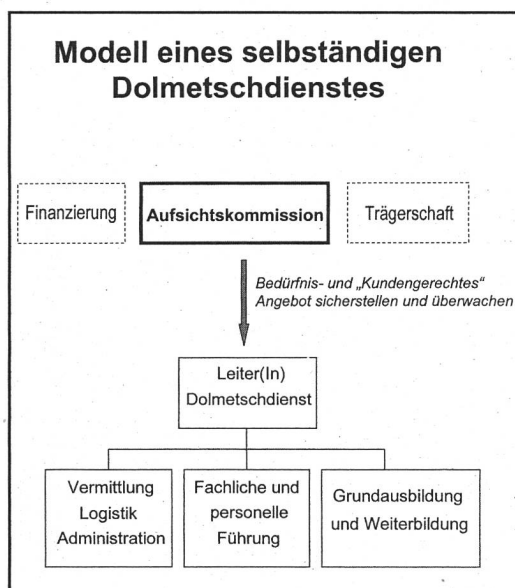 Modell eines selbständigen
Dolmetschdienstes
Finanzierung
Aufsichtskommission
Trägerschaft
Bedürfnis- und „Kundengerechtes“
Angebot sicherstellen und überwachen
Leiter(In)
Dolmetschdienst
Vermittlung
Logistik
Administration
Fachliche und
personelle
Führung
Grundausbildung
und Weiterbildung